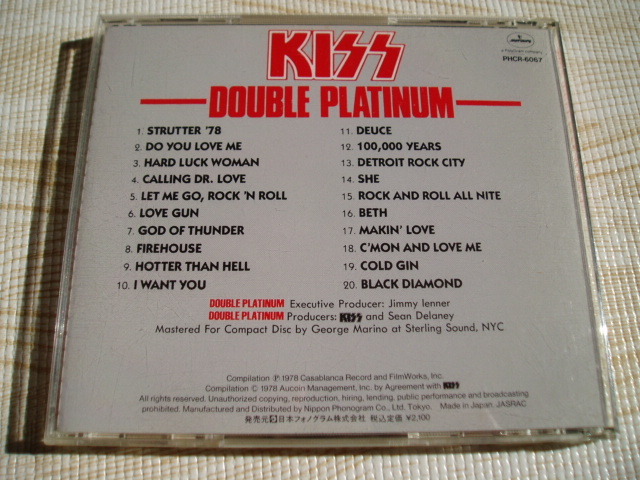 KISS
DOUBLE PLATINUM
PHCR-6067
1. STRUTTER '78
2. DO YOU LOVE ME
3. HARD LUCK WOMAN
4. CALLING DR. LOVE
5. LET ME GO, ROCK 'N ROLL
6. LOVE GUN
7. GOD OF THUNDER
8. FIREHOUSE
9. HOTTER THAN HELL
10. I WANT YOU
11. DEUCE
12. 100,000 YEARS
13. DETROIT ROCK CITY
14. SHE
15. ROCK AND ROLL ALL NITE
16. BETH
17. MAKIN' LOVE
18. C'MON AND LOVE ME
19. COLD GIN
20. BLACK DIAMOND
DOUBLE PLATINUM Executive Producer: Jimmy Ienner
DOUBLE PLATINUM Producers: KISS and Sean Delaney
Mastered For Compact Disc by George Marino at Sterling Sound, NYC
Compilation ℗ 1978 Casablanca Record and FilmWorks, Inc.
Compilation © 1978 Aucoin Management, Inc. by Agreement with KISS
All rights reserved. Unauthorized copying, reproduction, hiring, lending, public performance and broadcasting
prohibited. Manufactured and Distributed by Nippon Phonogram Co., Ltd. Tokyo. Made in Japan, JASRAC
発売元 日本フォノグラム株式会社 税込定価 ¥2,100